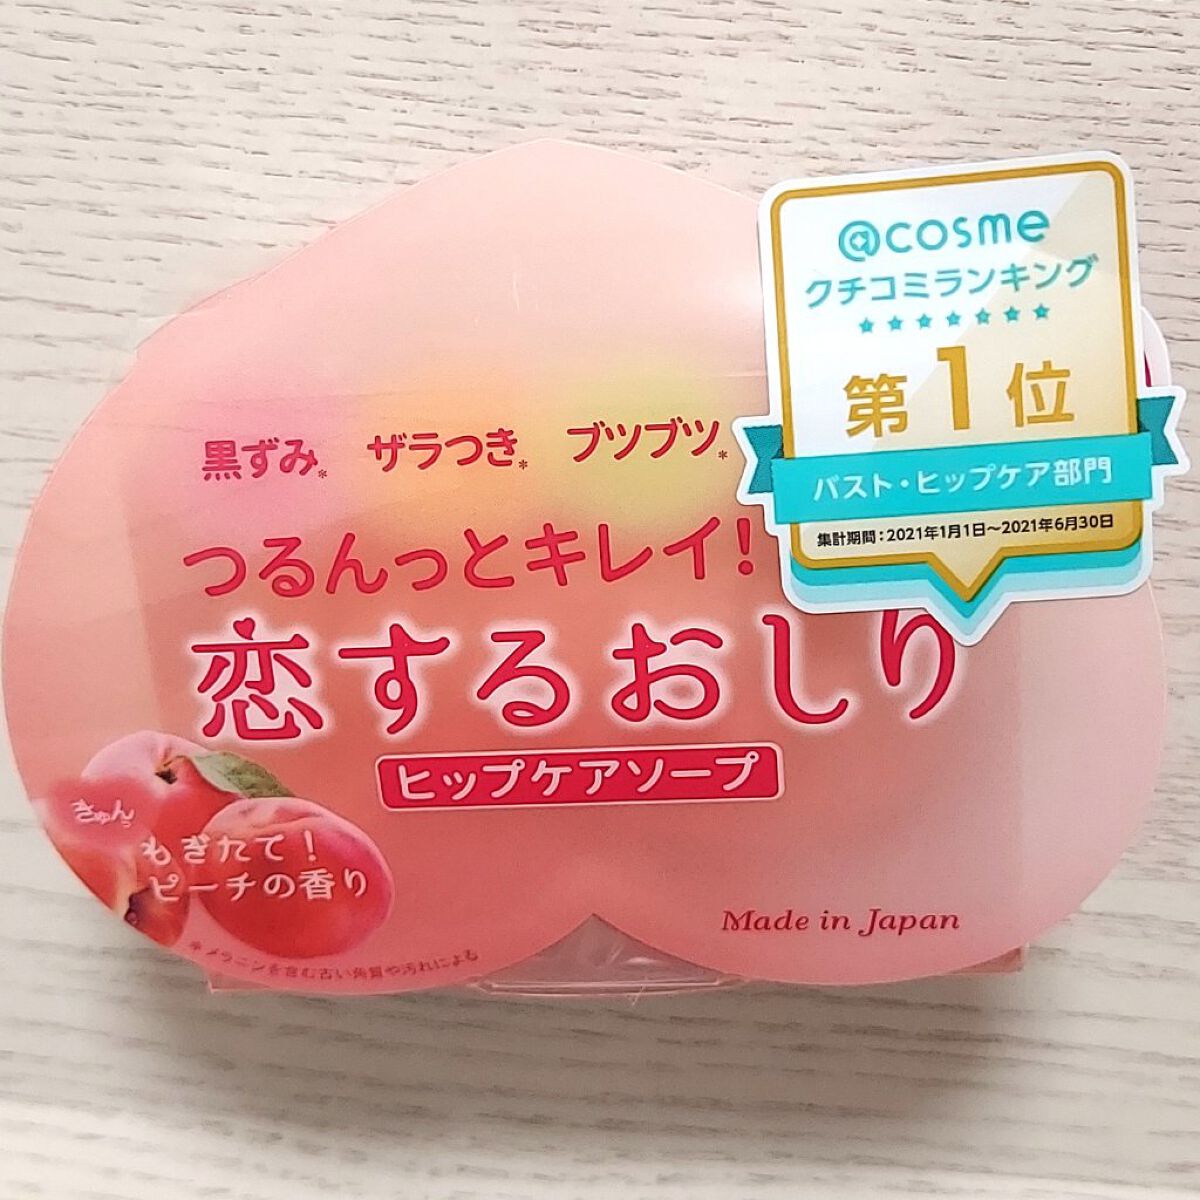 @cosme
クチコミランキング
第1位
バスト・ヒップケア部門
集計期間：2021年1月1日〜2021年6月30日
黒ずみ* ザラつき* ブツブツ*
つるんっとキレイ!
恋するおしり
ヒップケアソープ
きゅんっ
もぎたて!
ピーチの香り
Made in Japan
*メラニンを含む古い角質や汚れによる